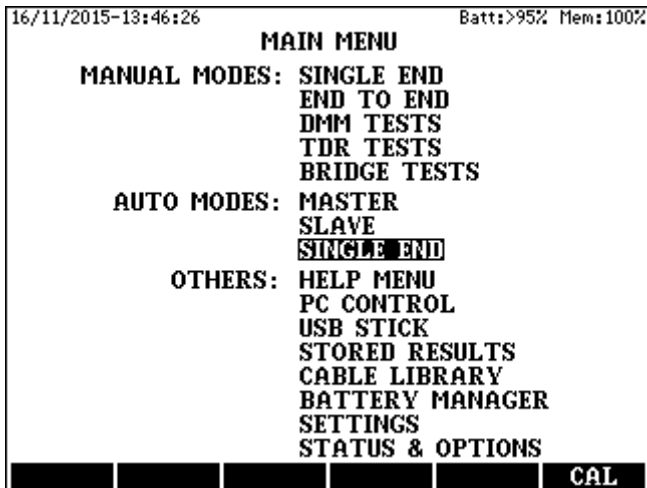 16/11/2015-13:46:26 Batt:>95% Mem:100%
MAIN MENU
MANUAL MODES: SINGLE END
END TO END
DMM TESTS
TDR TESTS
BRIDGE TESTS
AUTO MODES: MASTER
SLAVE
SINGLE END
OTHERS: HELP MENU
PC CONTROL
USB STICK
STORED RESULTS
CABLE LIBRARY
BATTERY MANAGER
SETTINGS
STATUS & OPTIONS
CAL